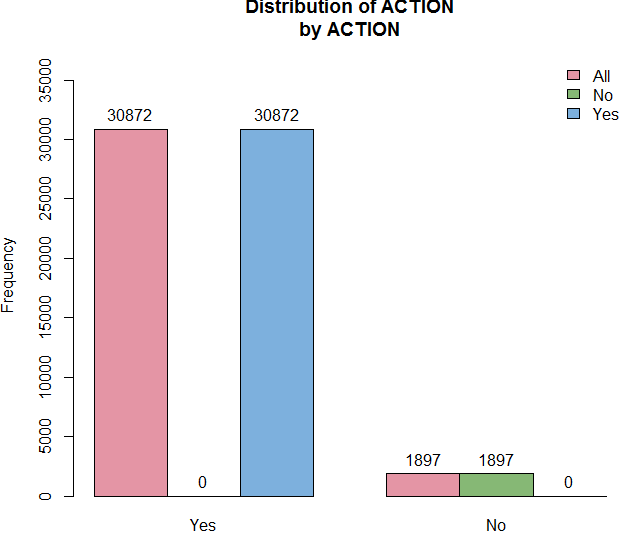 Distribution of ACTION
by ACTION
All
No
Yes
Frequency
35000
30000
25000
20000
15000
10000
5000
0
30872
0
30872
1897
1897
0
Yes
No